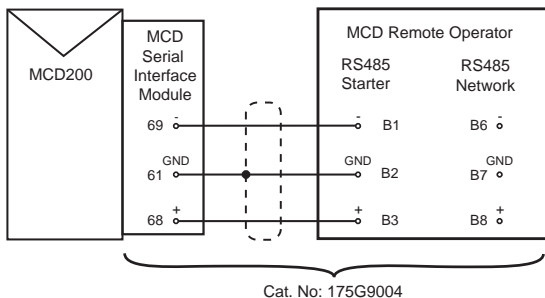 MCD200
MCD
Serial
Interface
Module
69 -
61 GND
68 +
MCD Remote Operator
RS485
Starter
RS485
Network
- B1
GND B2
+ B3
B6 -
B7 GND
B8 +
Cat. No: 175G9004